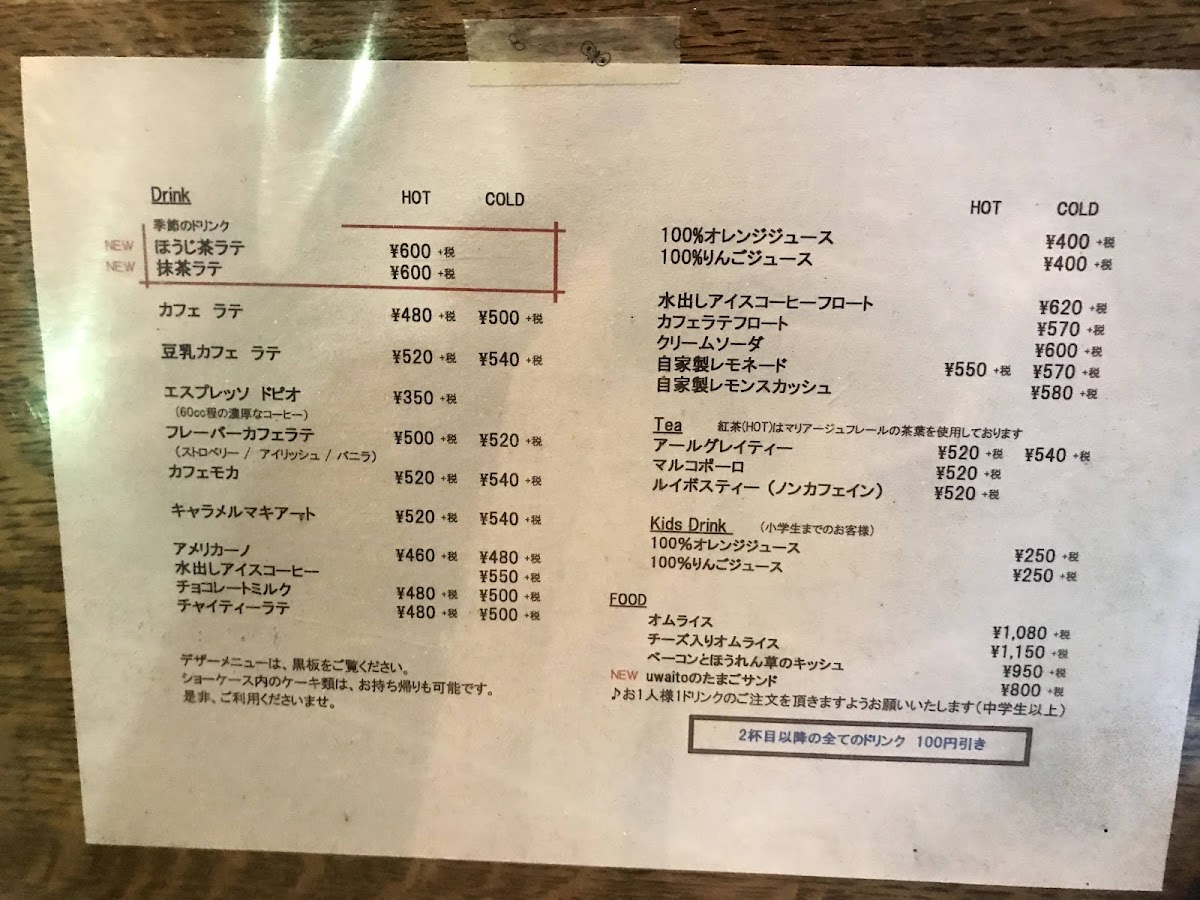 Drink HOT COLD
季節のドリンク
NEW ほうじ茶ラテ ¥600 +税
NEW 抹茶ラテ ¥600 +税
カフェ ラテ ¥480 +税 ¥500 +税
豆乳カフェ ラテ ¥520 +税 ¥540 +税
エスプレッソ ドピオ ¥350 +税
(60cc程の濃厚なコーヒー)
フレーバーカフェラテ ¥500 +税 ¥520 +税
(ストロベリー / アイリッシュ / バニラ)
カフェモカ ¥520 +税 ¥540 +税
キャラメルマキアート ¥520 +税 ¥540 +税
アメリカーノ ¥460 +税 ¥480 +税
水出しアイスコーヒー ¥550 +税
チョコレートミルク ¥480 +税 ¥500 +税
チャイティーラテ ¥480 +税 ¥500 +税
デザーメニューは、黒板をご覧ください。
ショーケース内のケーキ類は、お持ち帰りも可能です。
是非、ご利用くださいませ。
HOT COLD
100%オレンジジュース ¥400 +税
100%りんごジュース ¥400 +税
水出しアイスコーヒーフロート ¥620 +税
カフェラテフロート ¥570 +税
クリームソーダ ¥600 +税
自家製レモネード ¥550 +税 ¥570 +税
自家製レモンスカッシュ ¥580 +税
Tea 紅茶(HOT)はマリアージュフレールの茶葉を使用しております
アールグレイティー ¥520 +税 ¥540 +税
マルコポーロ ¥520 +税
ルイボスティー (ノンカフェイン) ¥520 +税
Kids Drink (小学生までのお客様)
100%オレンジジュース ¥250 +税
100%りんごジュース ¥250 +税
FOOD
オムライス ¥1,080 +税
チーズ入りオムライス ¥1,150 +税
ベーコンとほうれん草のキッシュ ¥950 +税
NEW uwaitoのたまごサンド ¥800 +税
♪お1人様1ドリンクのご注文を頂きますようお願いいたします(中学生以上)
2杯目以降の全てのドリンク 100円引き